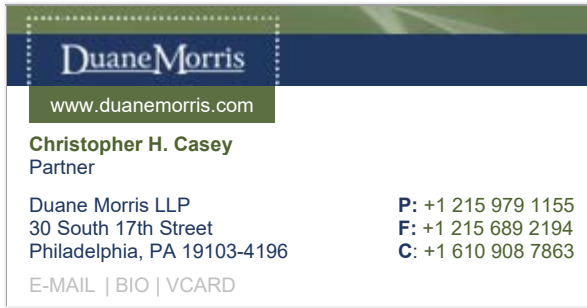 DuaneMorris
www.duanemorris.com
Christopher H. Casey
Partner
Duane Morris LLP
30 South 17th Street
Philadelphia, PA 19103-4196
P: +1 215 979 1155
F: +1 215 689 2194
C: +1 610 908 7863
E-MAIL | BIO | VCARD